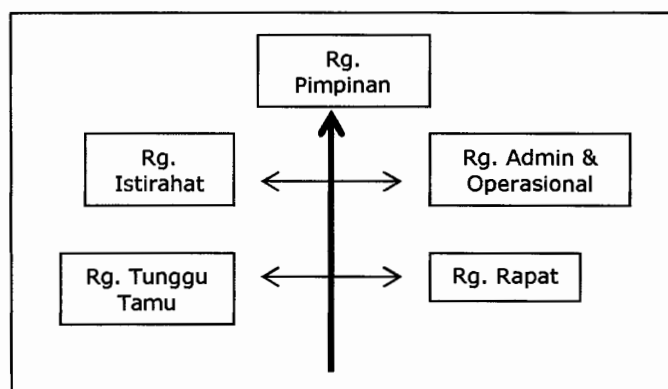 Rg.
Pimpinan
Rg.
Istirahat
Rg. Admin &
Operasional
Rg. Tunggu
Tamu
Rg. Rapat